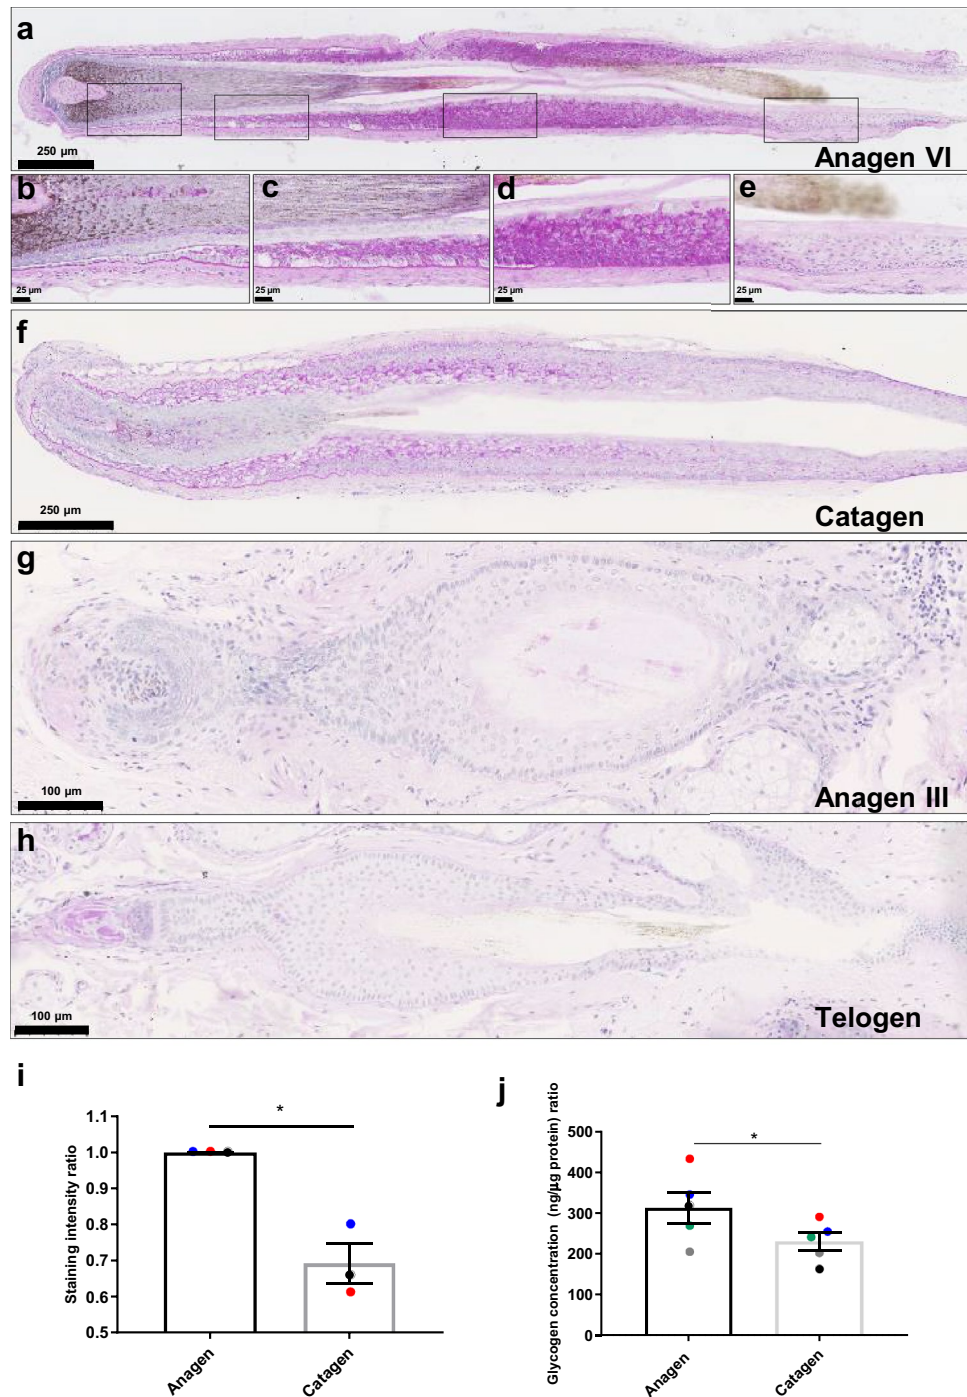 a
250 µm
Anagen VI
b
25 µm
c
25 µm
d
25 µm
e
25 µm
f
250 µm
Catagen
g
100 µm
Anagen III
h
100 µm
Telogen
i
Staining intensity ratio
1.1
1.0
0.9
0.8
0.7
0.6
0.5
*
Anagen
Catagen
j
Glycogen concentration (ng/µg protein) ratio
500
400
300
200
100
0
*
Anagen
Catagen